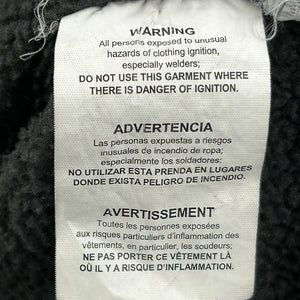 WARNING
All persons exposed to unusual
hazards of clothing ignition,
especially welders;
DO NOT USE THIS GARMENT WHERE
THERE IS DANGER OF IGNITION.
ADVERTENCIA
Las personas expuestas a riesgos
inusuales de incendio de ropa;
especialmente los soldadores:
NO UTILIZAR ESTA PRENDA EN LUGARES
DONDE EXISTA PELIGRO DE INCENDIO.
AVERTISSEMENT
Toutes les personnes exposées
aux risques particuliers d'inflammation des
vêtements, en particulier, les soudeurs;
NE PAS PORTER CE VÊTEMENT LÀ
OÙ IL Y A RISQUE D'INFLAMMATION.